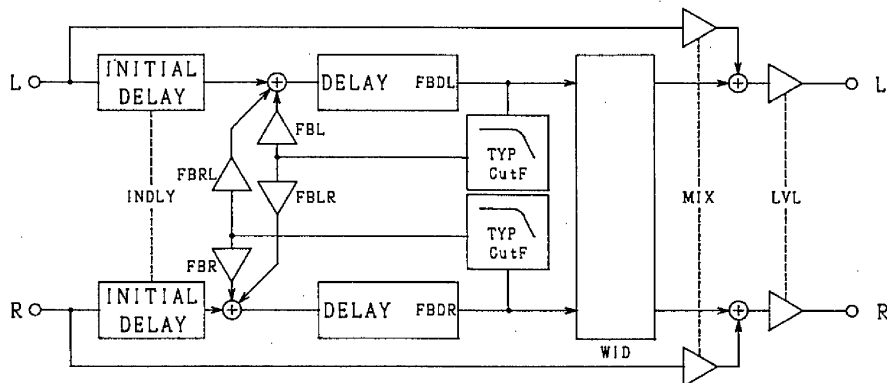 L
INITIAL
DELAY
DELAY
FBDL
L
FBL
TYP
CutF
FBRL
INDLY
FBLR
MIX
LVL
TYP
CutF
FBR
R
INITIAL
DELAY
DELAY
FBDR
R
WID